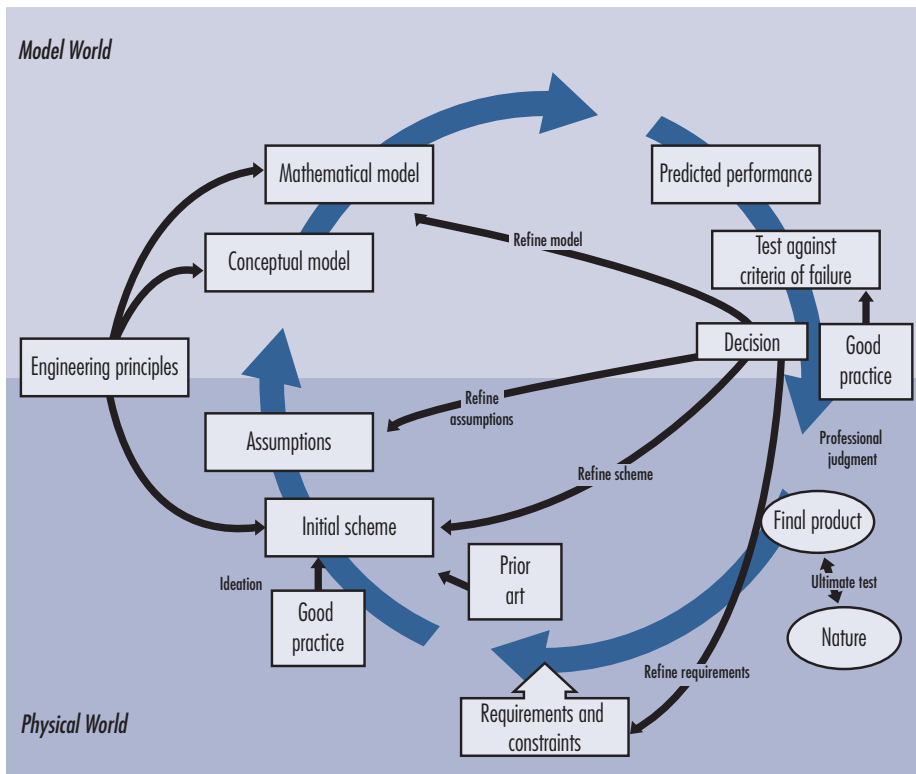 Model World
Mathematical model
Predicted performance
Refine model
Test against
criteria of failure
Conceptual model
Decision
Good
practice
Engineering principles
Refine
assumptions
Assumptions
Professional
judgment
Refine scheme
Initial scheme
Final product
Prior
art
Ideation
Ultimate test
Good
practice
Nature
Refine requirements
Requirements and
constraints
Physical World